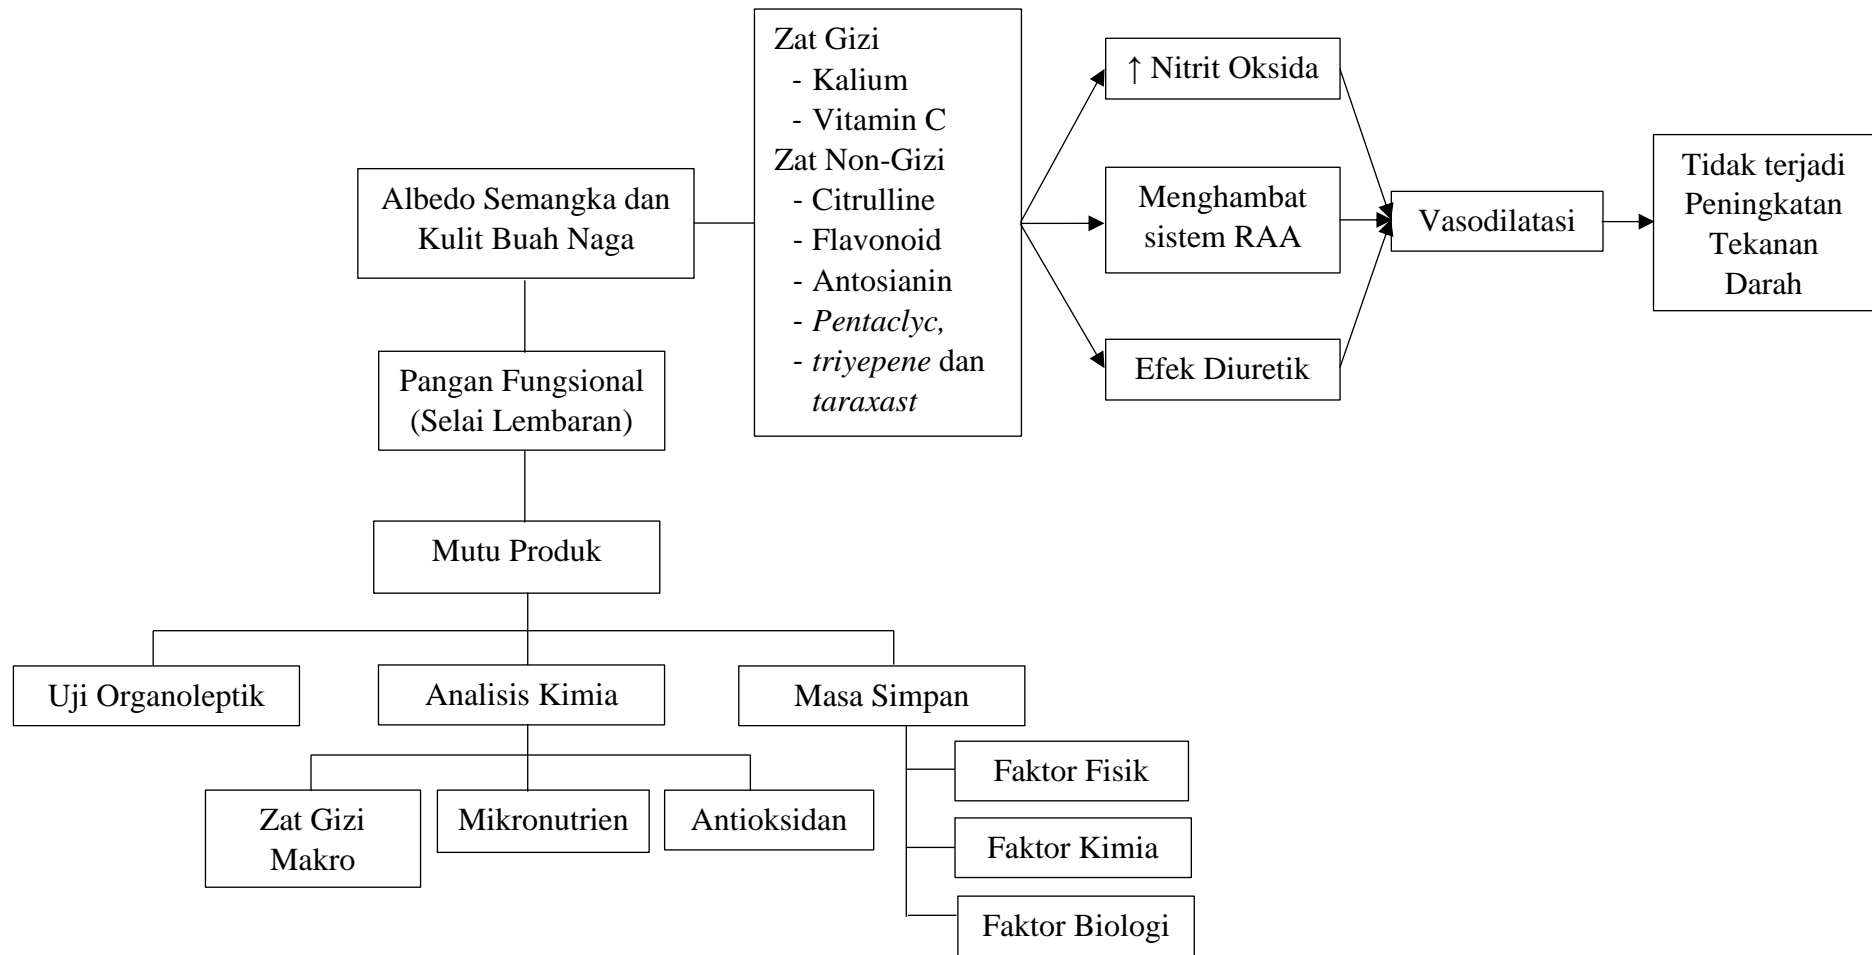 Albedo Semangka dan
Kulit Buah Naga
Zat Gizi
- Kalium
- Vitamin C
Zat Non-Gizi
- Citrulline
- Flavonoid
- Antosianin
- Pentaclyc,
- triyepene dan
taraxast
↑ Nitrit Oksida
Menghambat
sistem RAA
Efek Diuretik
Vasodilatasi
Tidak terjadi
Peningkatan
Tekanan
Darah
Pangan Fungsional
(Selai Lembaran)
Mutu Produk
Uji Organoleptik
Analisis Kimia
Masa Simpan
Zat Gizi
Makro
Mikronutrien
Antioksidan
Faktor Fisik
Faktor Kimia
Faktor Biologi